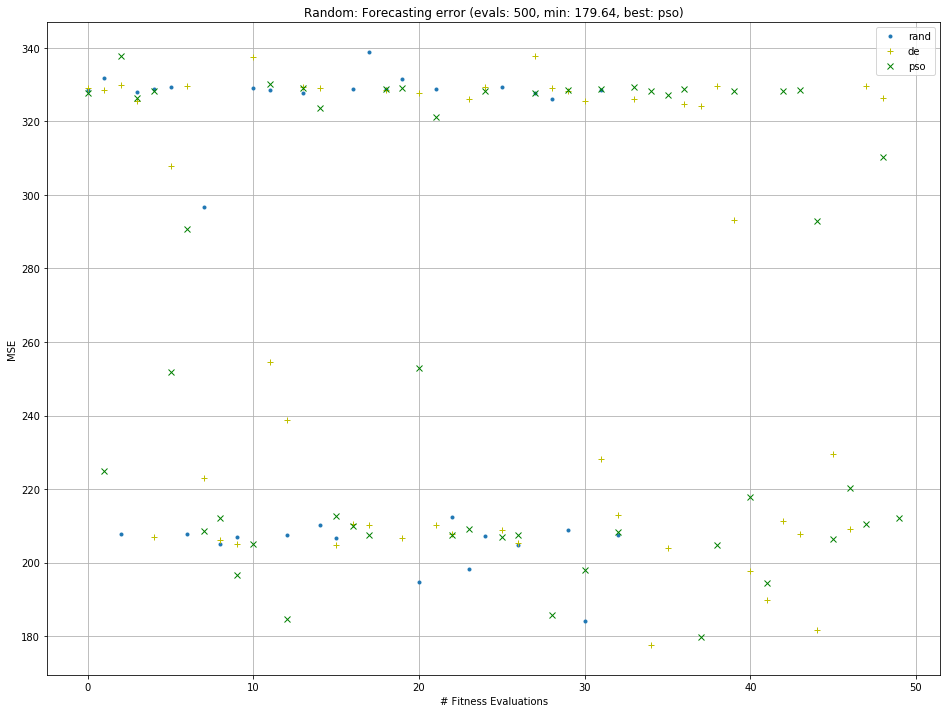 Random: Forecasting error (evals: 500, min: 179.64, best: pso)
rand
de
pso
340
320
300
280
260
240
220
200
180
MSE
0 10 20 30 40 50
# Fitness Evaluations